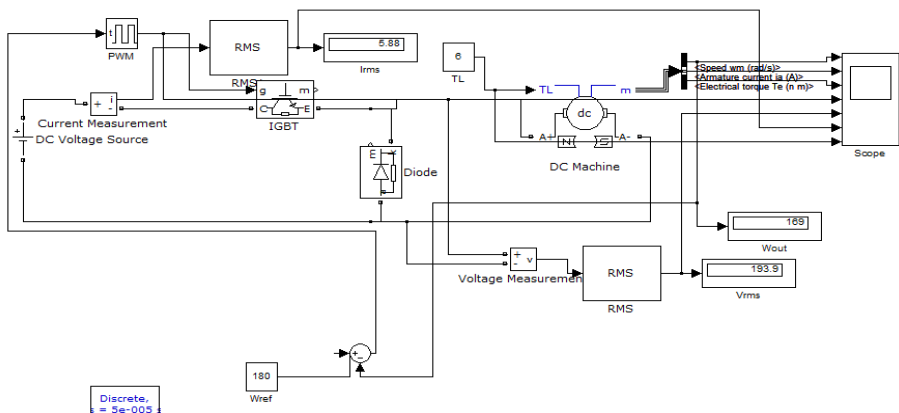 t
PWM
RMS
RMS
5.88
Irms
6
TL
<Speed wm (rad/s)>
<Armature current ia (A)>
<Electrical torque Te (n m)>
Scope
+
-
i
Current Measurement
DC Voltage Source
+
g
m
C
E
IGBT
E
Diode
TL
m
dc
A+
A-
N
S
DC Machine
+
-
v
Voltage Measuremen
RMS
RMS
169
Wout
193.9
Vrms
+
-
180
Wref
Discrete,
s = 5e-005 s